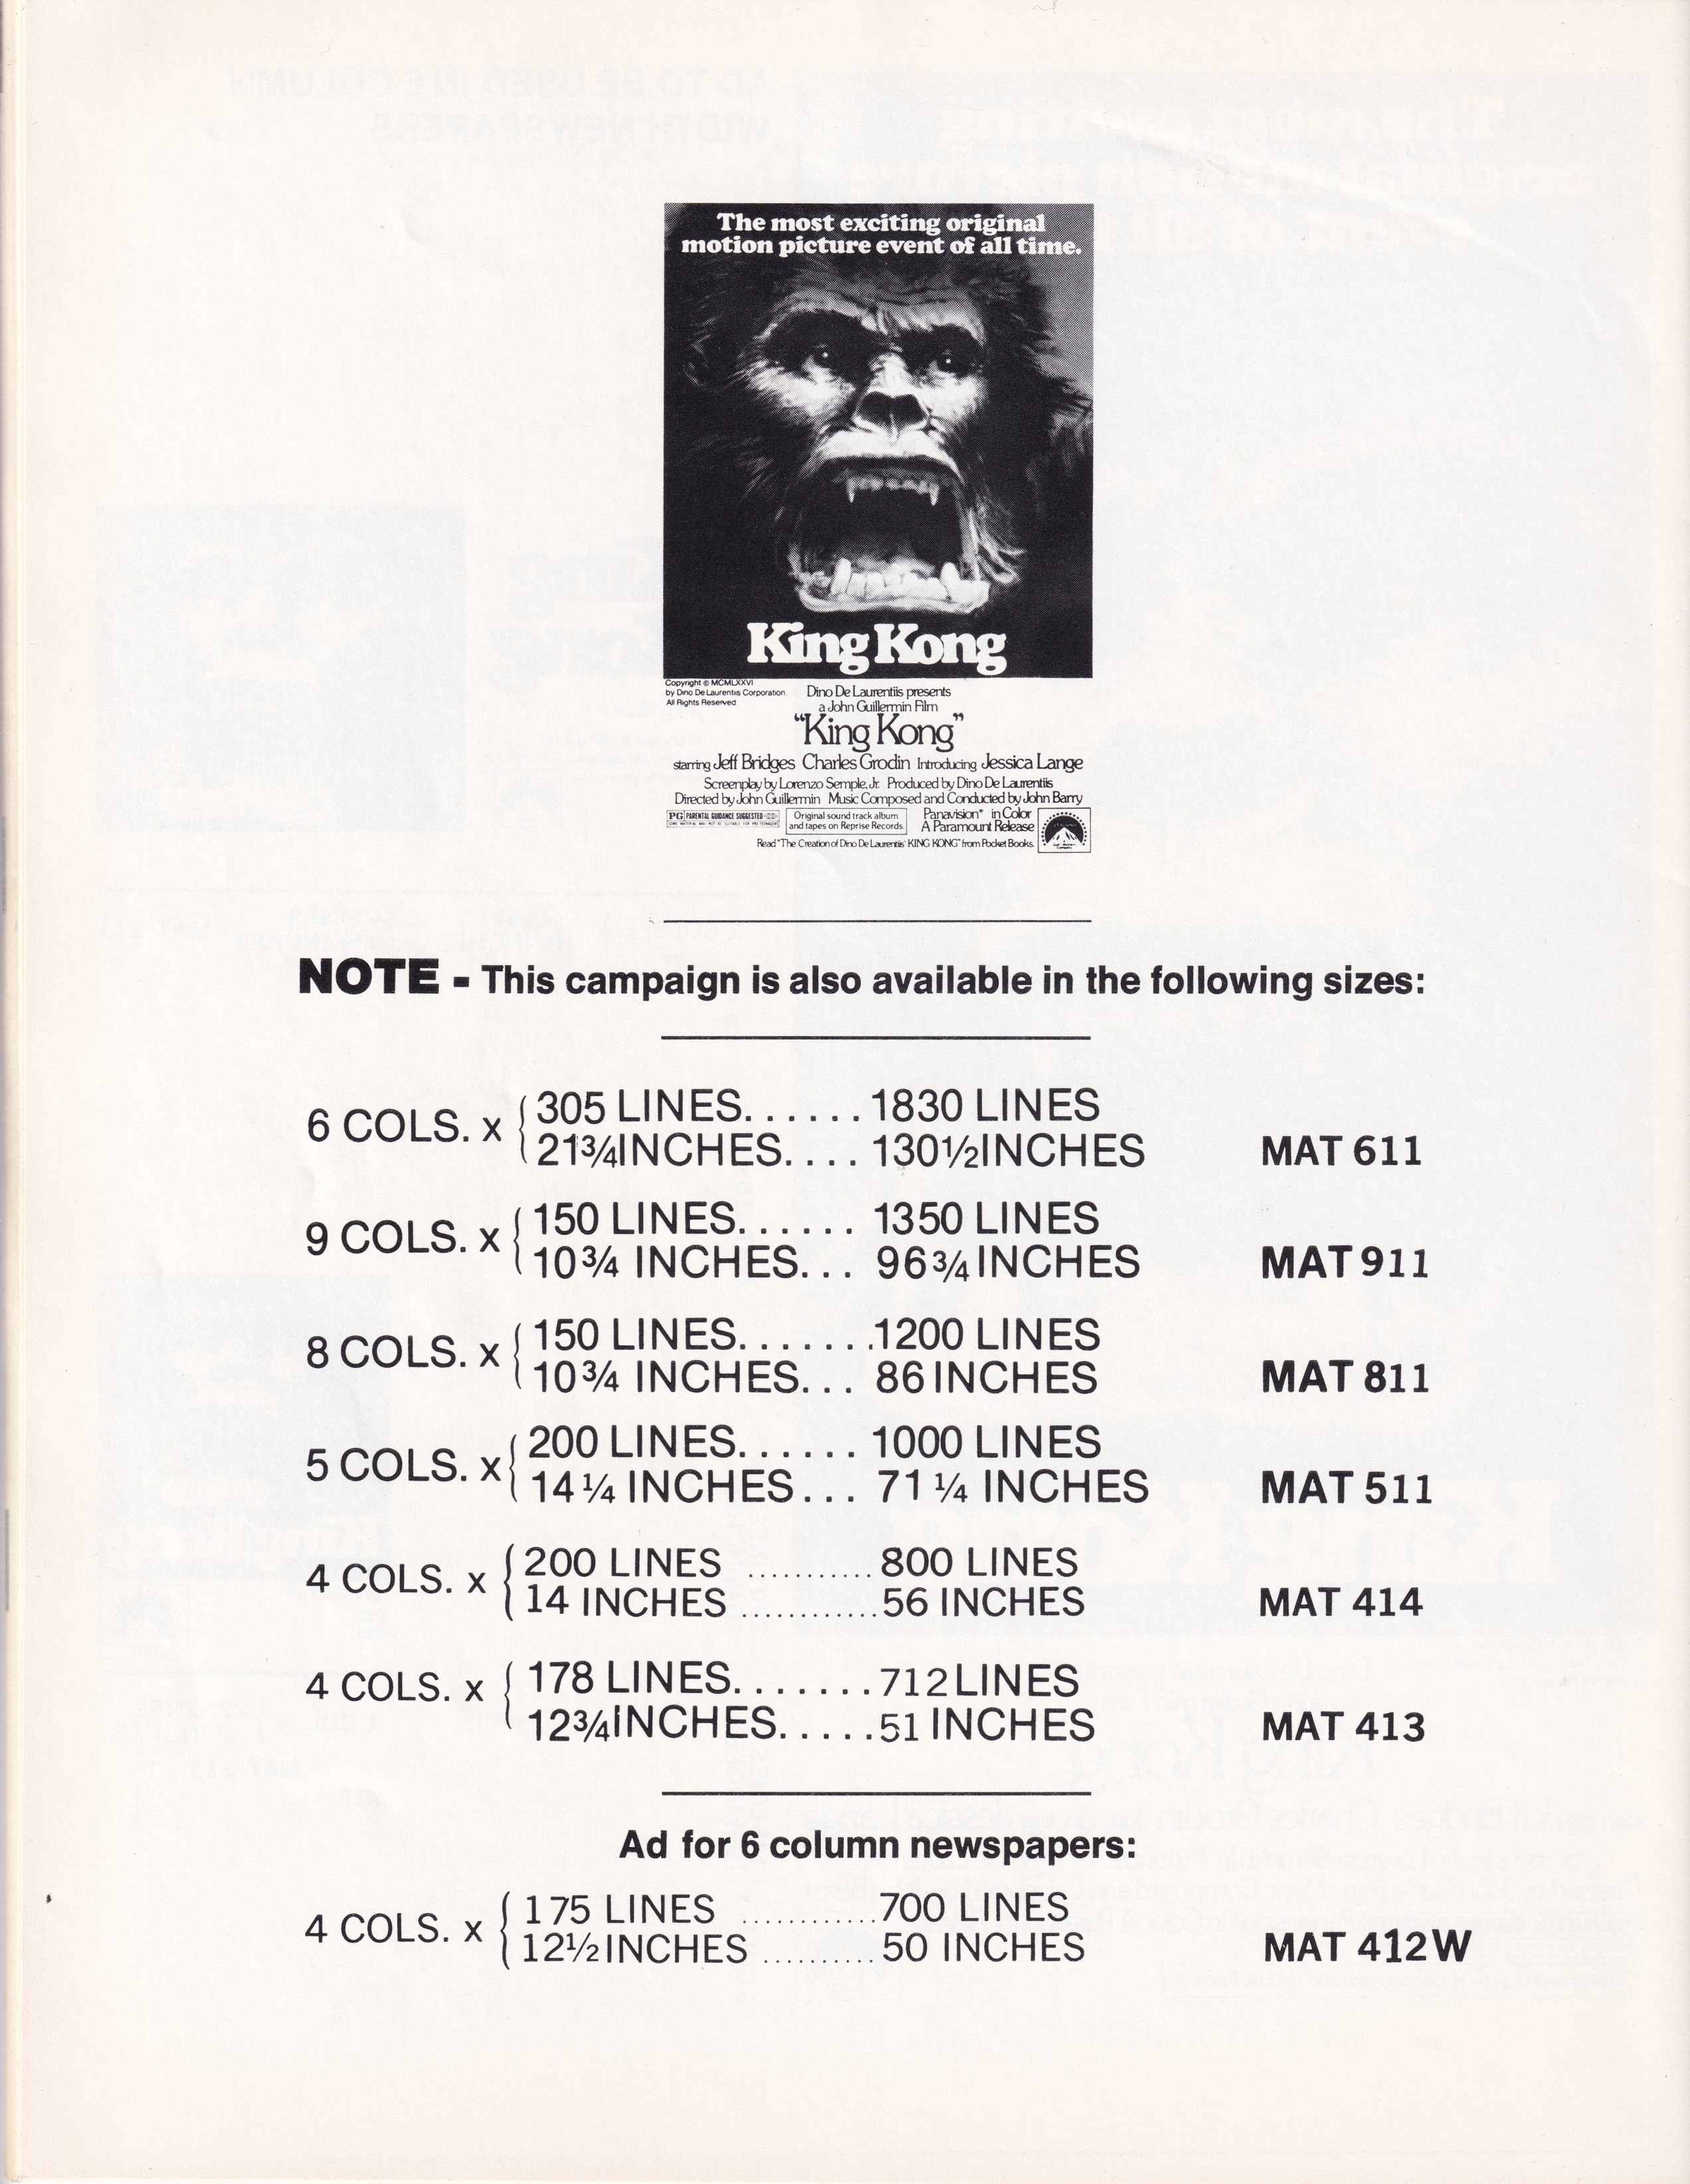 The most exciting original
motion picture event of all time.
King Kong
Copyright © MCMLXXVI
by Dino De Laurentiis Corporation.
All Rights Reserved
Dino De Laurentiis presents
a John Guillermin Film
“King Kong”
starring Jeff Bridges Charles Grodin Introducing Jessica Lange
Screenplay by Lorenzo Semple, Jr. Produced by Dino De Laurentiis
Directed by John Guillermin Music Composed and Conducted by John Barry
PG PARENTAL GUIDANCE SUGGESTED
SOME MATERIAL MAY NOT BE SUITABLE FOR PRE-TEENAGERS
Original sound track album
and tapes on Reprise Records.
Panavision® in Color
A Paramount Release
Read “The Creation of Dino De Laurentiis’ KING KONG” from Pocket Books.
NOTE - This campaign is also available in the following sizes:
6 COLS. x { 305 LINES. . . . . . 1830 LINES
21¾ INCHES. . . . 130½ INCHES MAT 611
9 COLS. x { 150 LINES. . . . . . 1350 LINES
10¾ INCHES. . . 96¾ INCHES MAT 911
8 COLS. x { 150 LINES. . . . . . . 1200 LINES
10¾ INCHES. . . 86 INCHES MAT 811
5 COLS. x { 200 LINES. . . . . . 1000 LINES
14¼ INCHES . . . 71¼ INCHES MAT 511
4 COLS. x { 200 LINES ........... 800 LINES
14 INCHES ............ 56 INCHES MAT 414
4 COLS. x { 178 LINES. . . . . . . 712 LINES
12¾ INCHES. . . . . 51 INCHES MAT 413
Ad for 6 column newspapers:
4 COLS. x { 175 LINES ............ 700 LINES
12½ INCHES .......... 50 INCHES MAT 412W